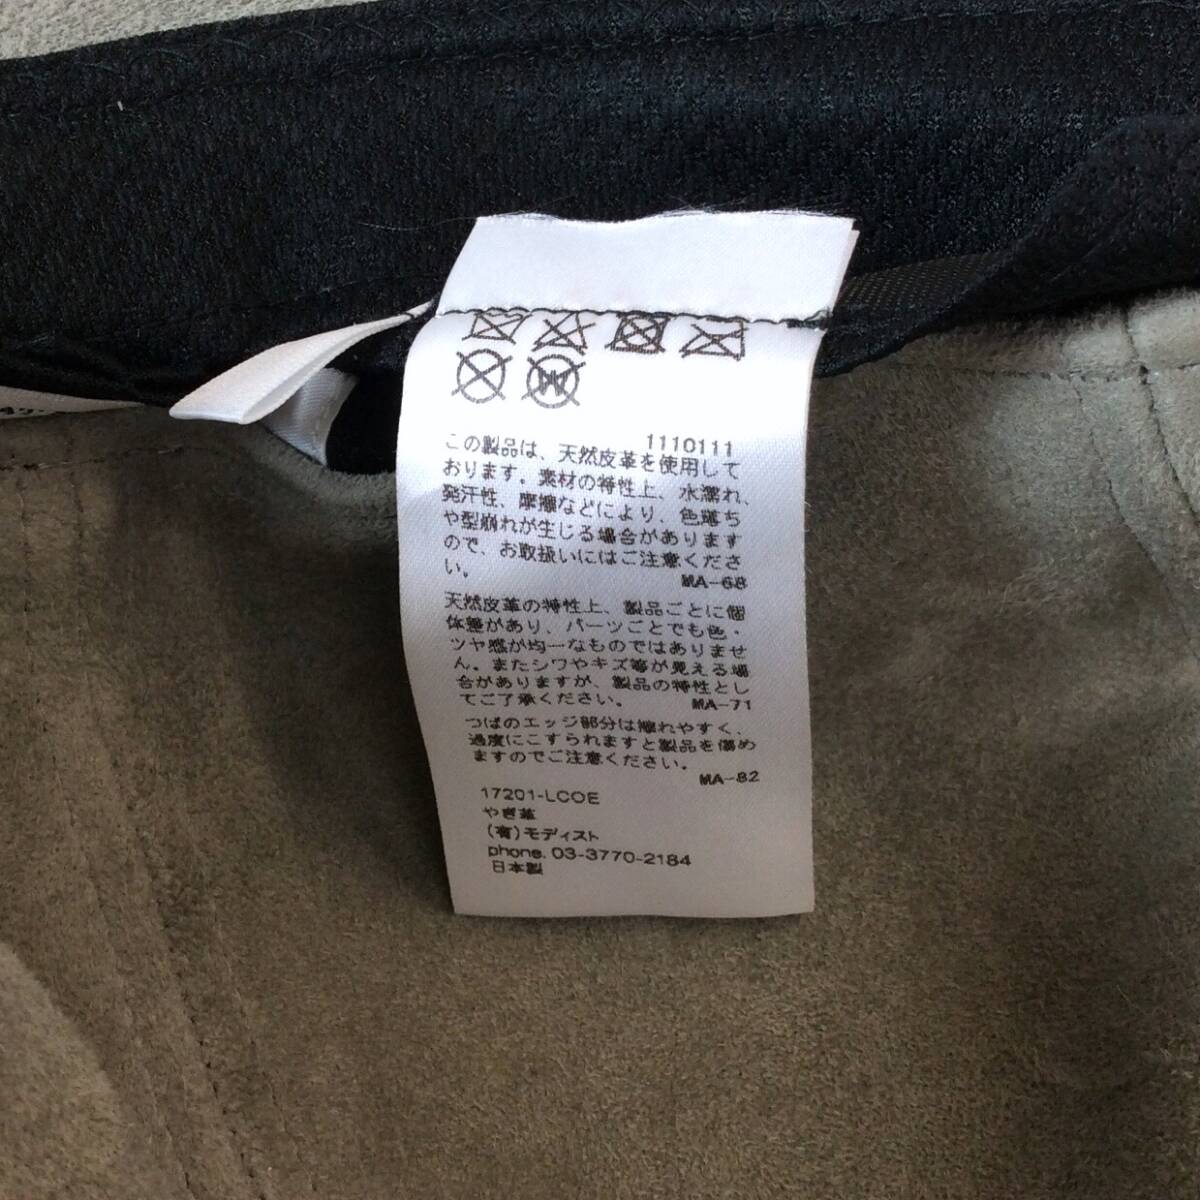 1110111
この製品は、天然皮革を使用して
おります。素材の特性上、水濡れ、
発汗性、摩擦などにより、色落ち
や型崩れが生じる場合があります
ので、お取扱いにはご注意くださ
い。 MA-68
天然皮革の特性上、製品ごとに個
体差があり、パーツごとでも色・
ツヤ感が均一なものではありませ
ん。またシワやキズ等が見える場
合がありますが、製品の特性とし
てご了承ください。 MA-71
つばのエッジ部分は擦れやすく、
過度にこすられますと製品を傷め
ますのでご注意ください。
MA-82
17201-LCOE
やぎ革
(有)モディスト
phone. 03-3770-2184
日本製